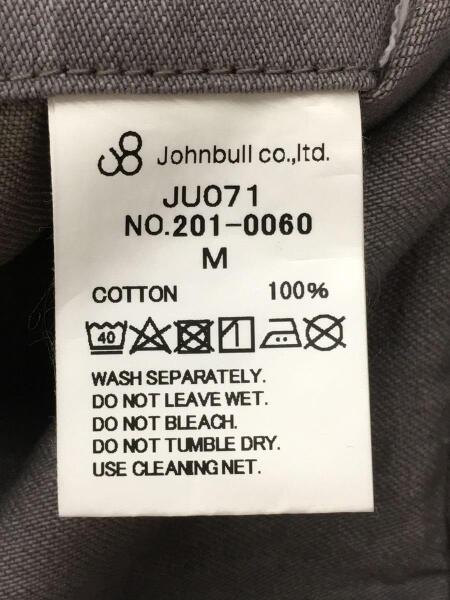 Johnbull co.,ltd.
JU071
NO.201-0060
M
COTTON 100%
40
WASH SEPARATELY.
DO NOT LEAVE WET.
DO NOT BLEACH.
DO NOT TUMBLE DRY.
USE CLEANING NET.